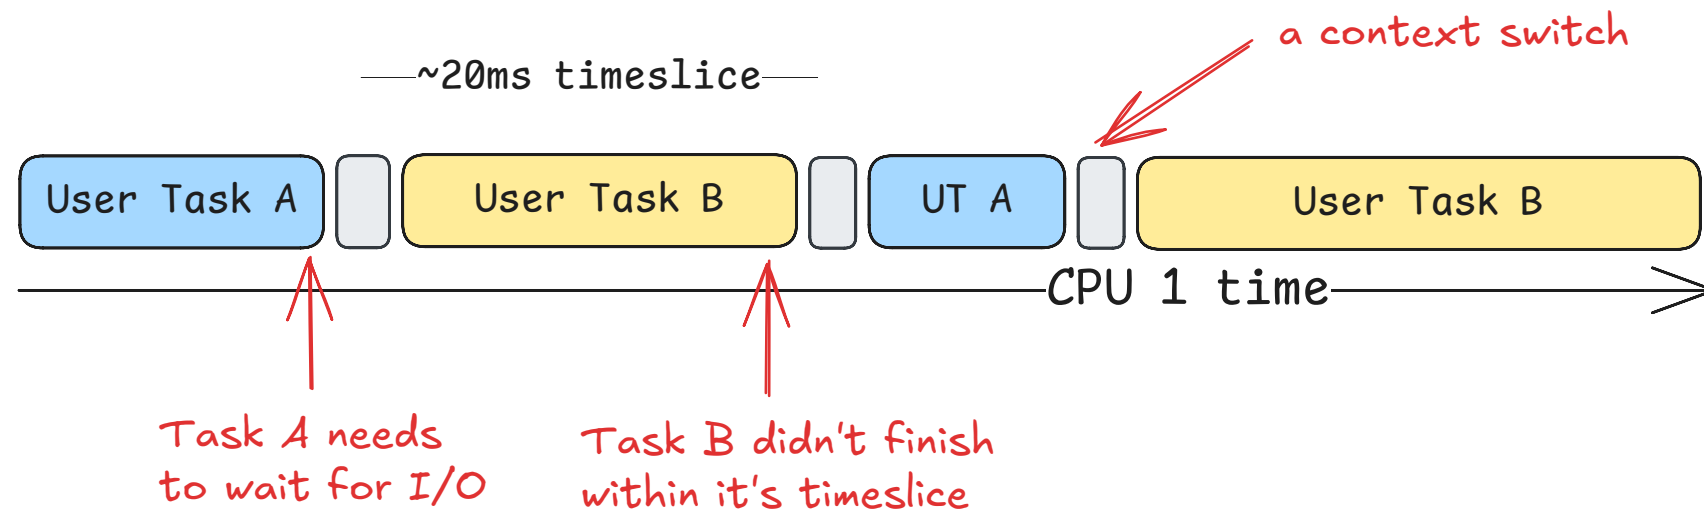 a context switch
~20ms timeslice
User Task A
User Task B
UT A
User Task B
CPU 1 time
Task A needs
to wait for I/O
Task B didn't finish
within it's timeslice